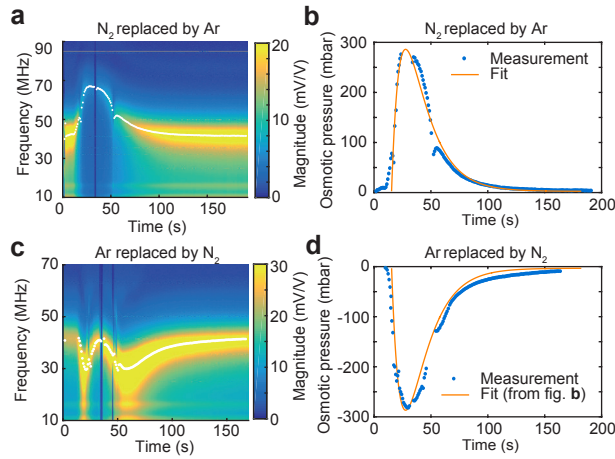 a
N2 replaced by Ar
90
70
50
30
10
Frequency (MHz)
0
50
100
150
Time (s)
20
15
10
5
0
Magnitude (mV/V)
b
N2 replaced by Ar
300
200
100
0
Osmotic pressure (mbar)
Measurement
Fit
0
50
100
150
200
Time (s)
c
Ar replaced by N2
70
50
30
10
Frequency (MHz)
0
50
100
150
Time (s)
30
20
10
0
Magnitude (mV/V)
d
Ar replaced by N2
0
-100
-200
-300
Osmotic pressure (mbar)
Measurement
Fit (from fig. b)
0
50
100
150
200
Time (s)